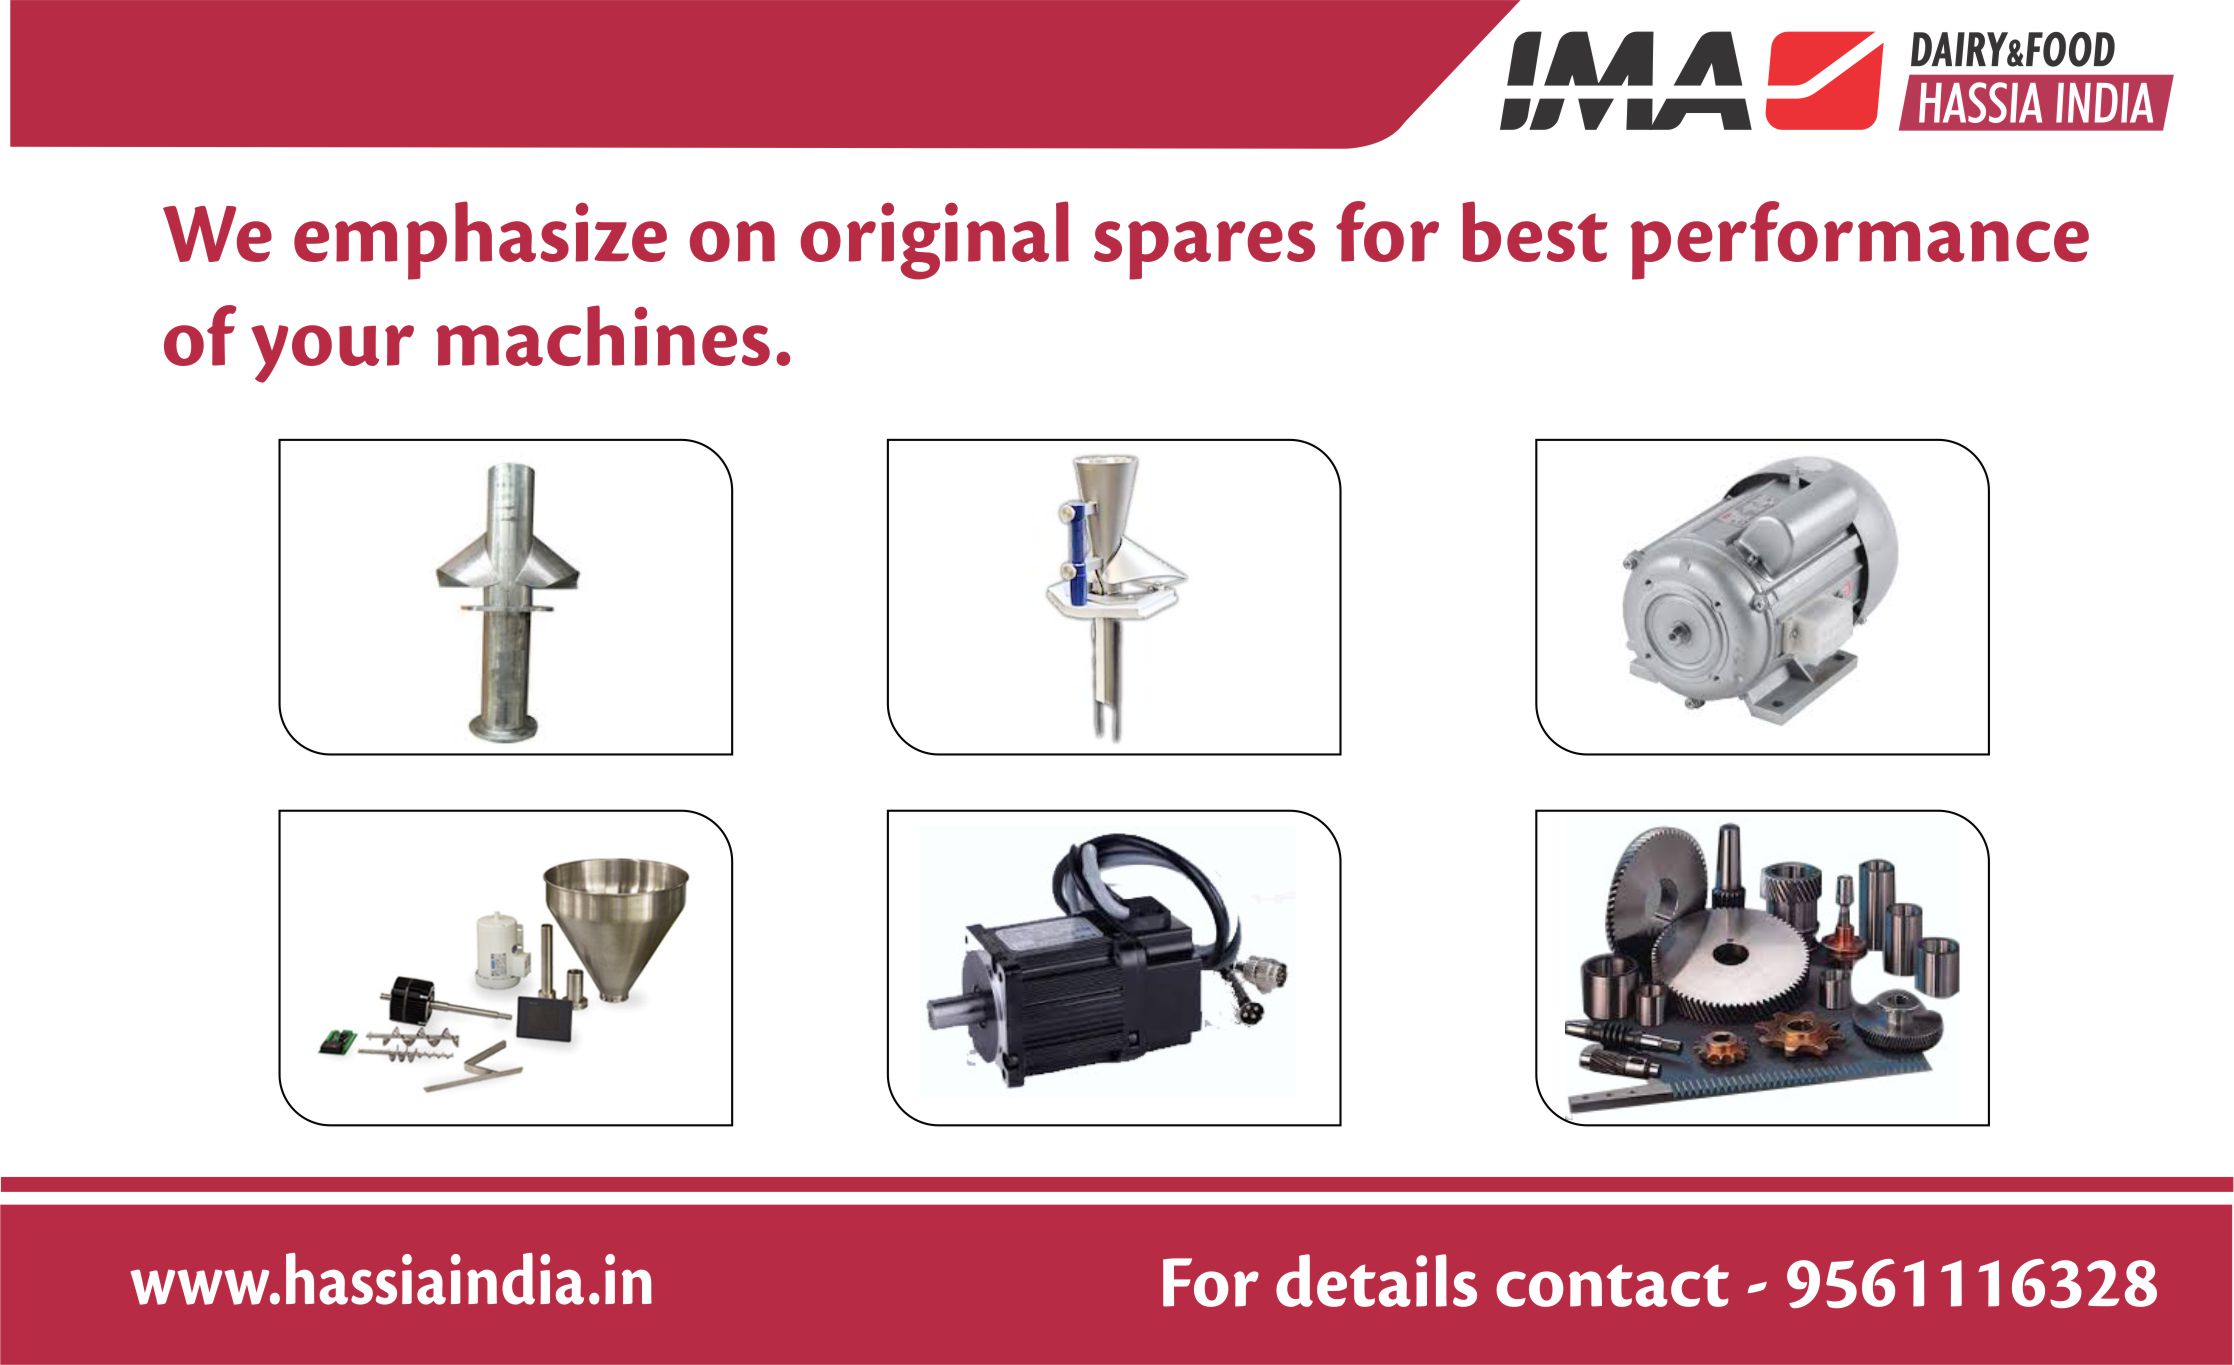 IMA
DAIRY&FOOD
HASSIA INDIA
We emphasize on original spares for best performance
of your machines.
www.hassiaindia.in
For details contact - 9561116328